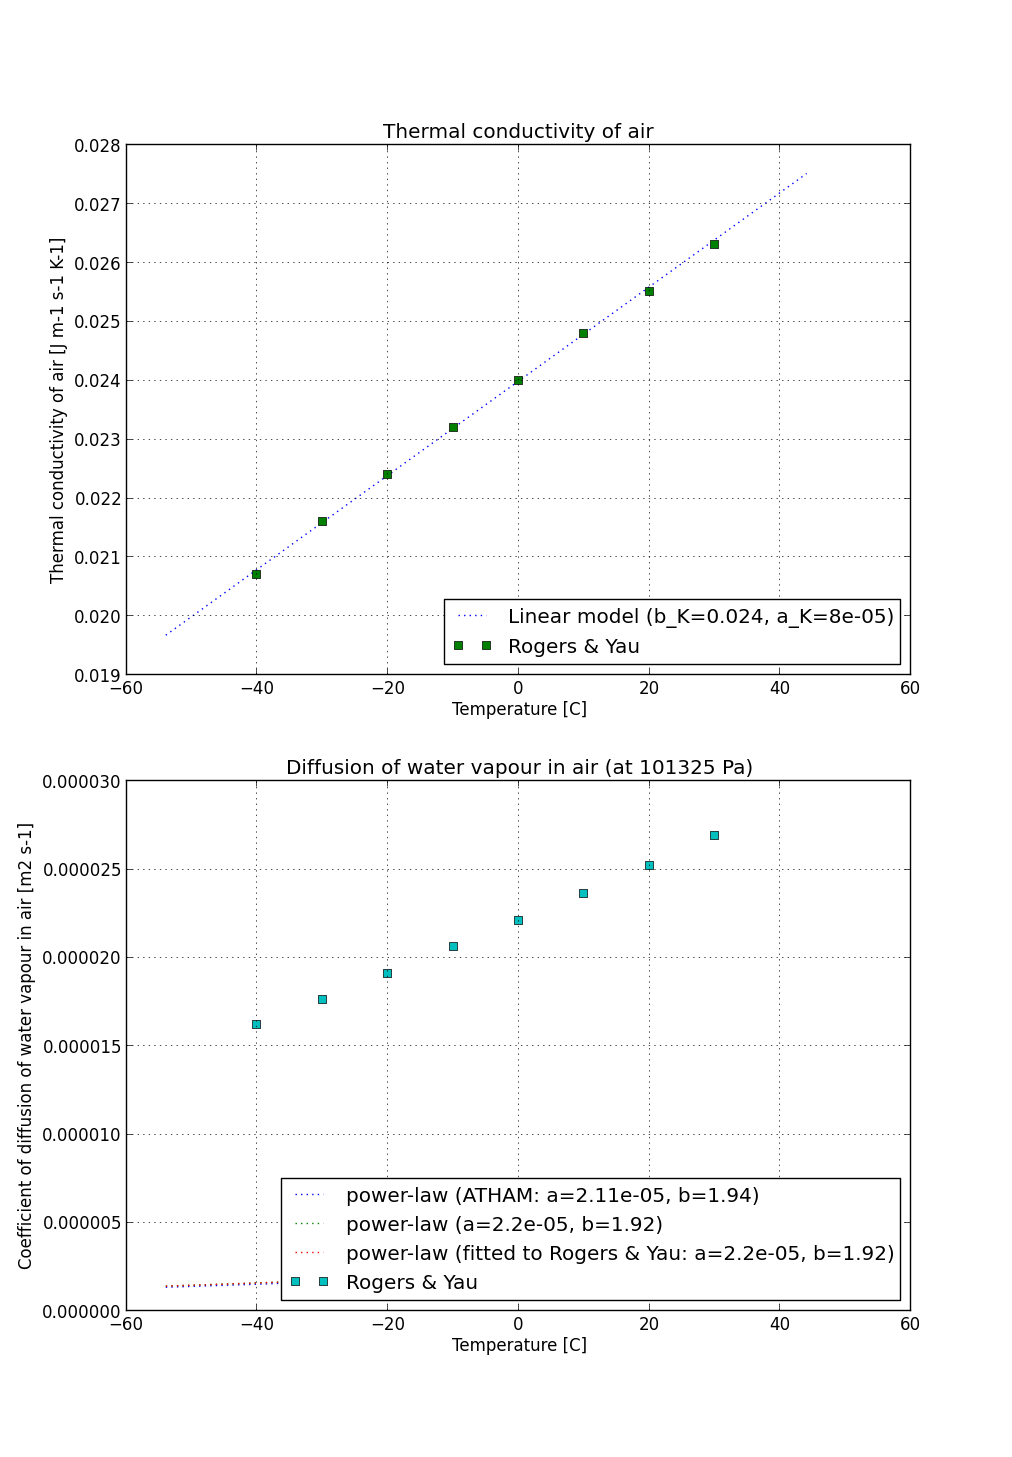 Thermal conductivity of air
0.028
0.027
0.026
0.025
0.024
0.023
0.022
0.021
0.020
0.019
Thermal conductivity of air [J m-1 s-1 K-1]
Linear model (b_K=0.024, a_K=8e-05)
Rogers & Yau
−60 −40 −20 0 20 40 60
Temperature [C]
Diffusion of water vapour in air (at 101325 Pa)
0.000030
0.000025
0.000020
0.000015
0.000010
0.000005
0.000000
Coefficient of diffusion of water vapour in air [m2 s-1]
power-law (ATHAM: a=2.11e-05, b=1.94)
power-law (a=2.2e-05, b=1.92)
power-law (fitted to Rogers & Yau: a=2.2e-05, b=1.92)
Rogers & Yau
−60 −40 −20 0 20 40 60
Temperature [C]